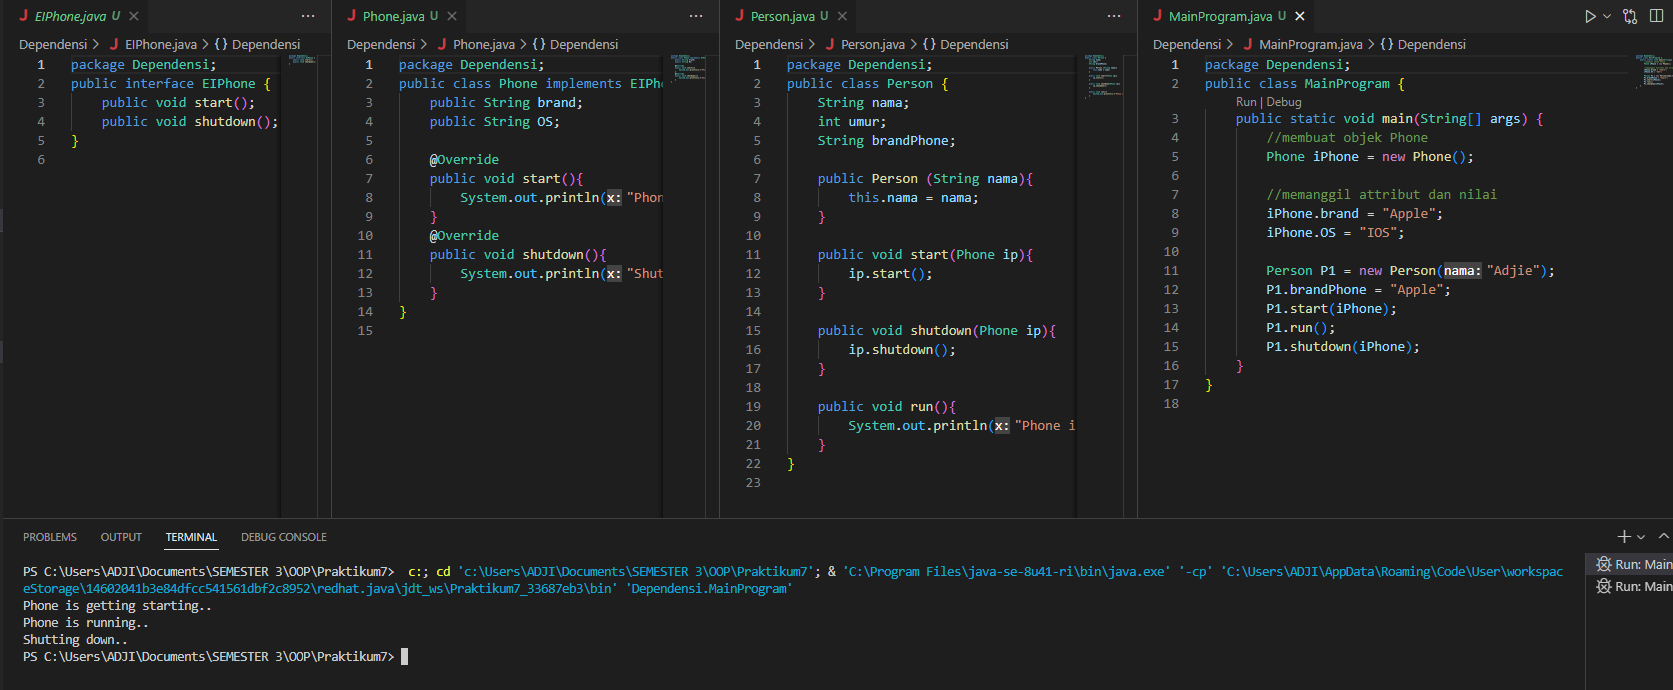 EIPhone.java U
Dependensi > EIPhone.java > {} Dependensi
1 package Dependensi;
2 public interface EIPhone {
3 public void start();
4 public void shutdown();
5 }
6
Phone.java U
Dependensi > Phone.java > {} Dependensi
1 package Dependensi;
2 public class Phone implements EIPh
3 public String brand;
4 public String OS;
5
6 @Override
7 public void start(){
8 System.out.println(x: "Phon
9 }
10 @Override
11 public void shutdown(){
12 System.out.println(x: "Shut
13 }
14 }
15
Person.java U
Dependensi > Person.java > {} Dependensi
1 package Dependensi;
2 public class Person {
3 String nama;
4 int umur;
5 String brandPhone;
6
7 public Person (String nama){
8 this.nama = nama;
9 }
10
11 public void start(Phone ip){
12 ip.start();
13 }
14
15 public void shutdown(Phone ip){
16 ip.shutdown();
17 }
18
19 public void run(){
20 System.out.println(x: "Phone i
21 }
22 }
23
MainProgram.java U
Dependensi > MainProgram.java > {} Dependensi
1 package Dependensi;
2 public class MainProgram {
Run | Debug
3 public static void main(String[] args) {
4 //membuat objek Phone
5 Phone iPhone = new Phone();
6
7 //memanggil attribut dan nilai
8 iPhone.brand = "Apple";
9 iPhone.OS = "IOS";
10
11 Person P1 = new Person(nama: "Adjie");
12 P1.brandPhone = "Apple";
13 P1.start(iPhone);
14 P1.run();
15 P1.shutdown(iPhone);
16 }
17 }
18
PROBLEMS OUTPUT TERMINAL DEBUG CONSOLE
PS C:\Users\ADJI\Documents\SEMESTER 3\OOP\Praktikum7> c:; cd 'c:\Users\ADJI\Documents\SEMESTER 3\OOP\Praktikum7'; & 'C:\Program Files\java-se-8u41-ri\bin\java.exe' '-cp' 'C:\Users\ADJI\AppData\Roaming\Code\User\workspac
eStorage\14602041b3e84dfcc541561dbf2c8952\redhat.java\jdt_ws\Praktikum7_33687eb3\bin' 'Dependensi.MainProgram'
Phone is getting starting..
Phone is running..
Shutting down..
PS C:\Users\ADJI\Documents\SEMESTER 3\OOP\Praktikum7>
Run: Main
Run: Main